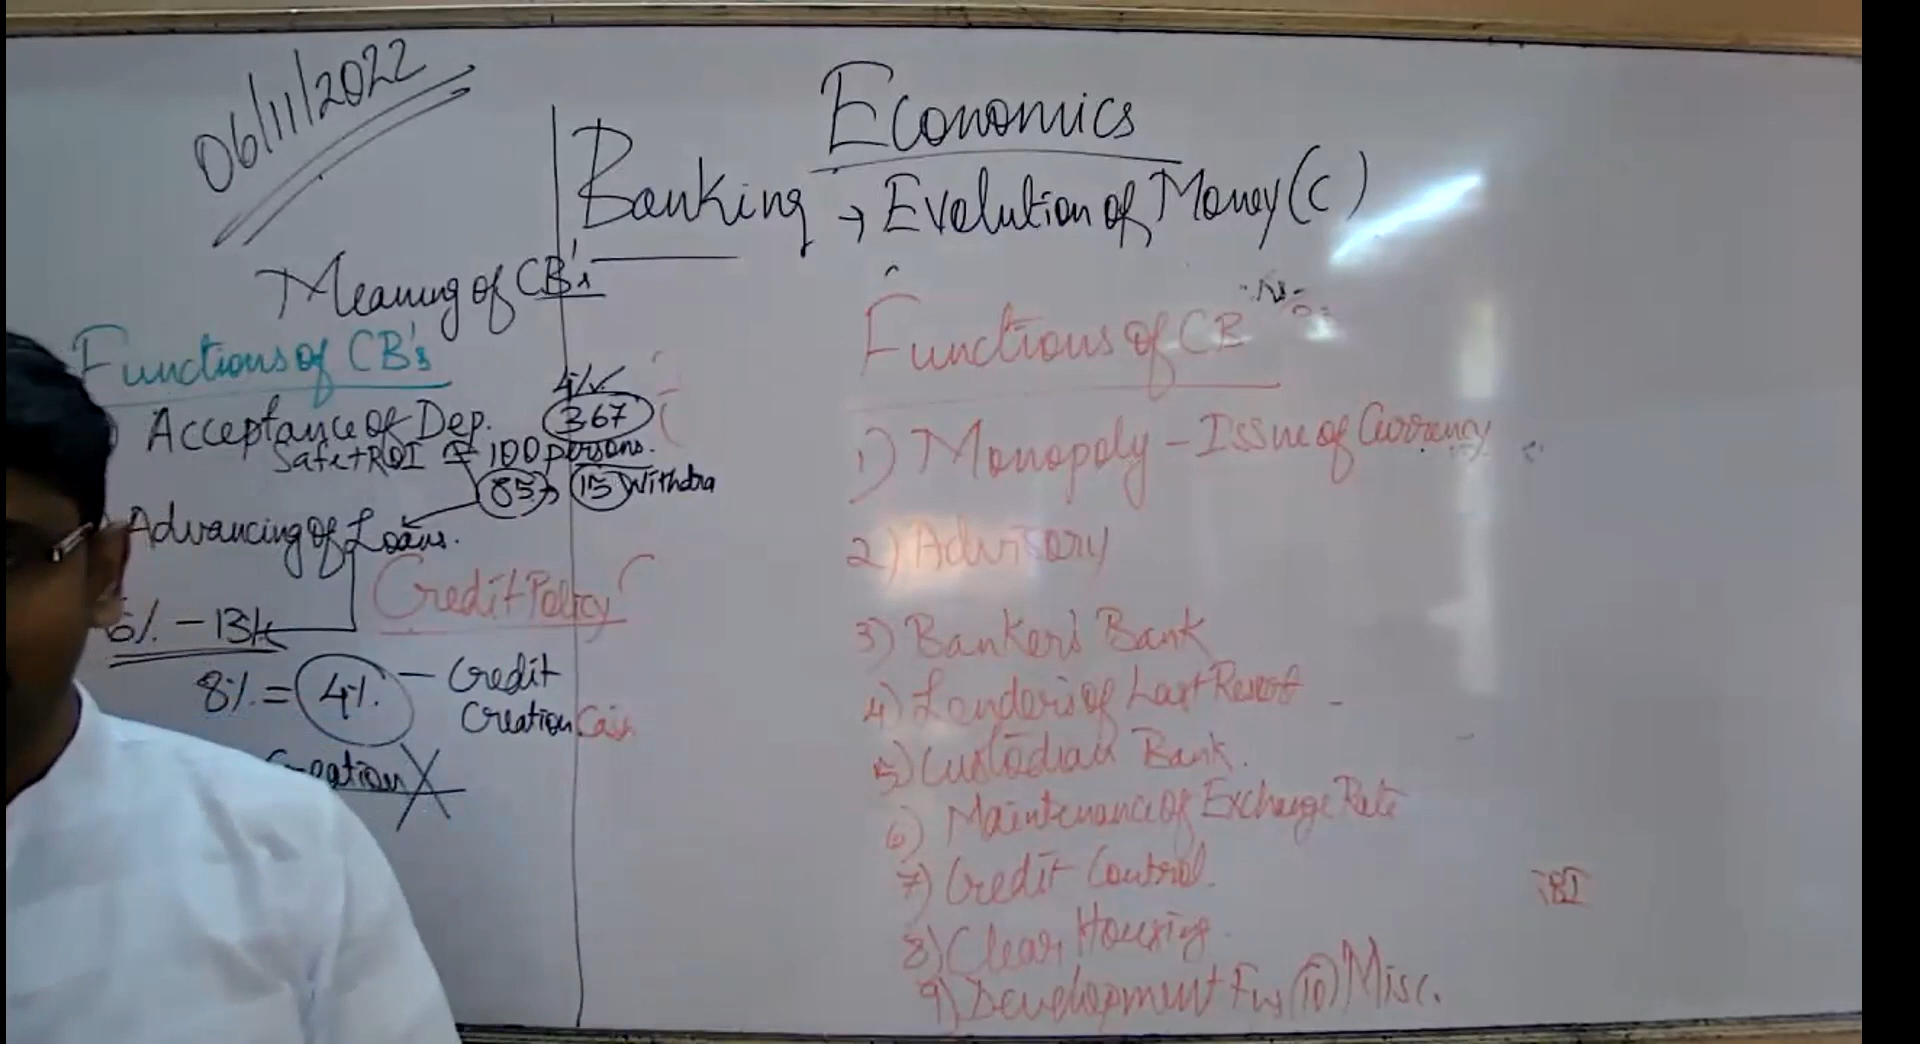 06/11/2022
Economics
Banking → Evolution of Money (C)
Meaning of CB's
Functions of CB's
4%✓
367
Acceptance of Dep.
Safe+ROI = 100 persons.
85 → 15 Withdra
Advancing of Loans.
Credit Policy
6% - 13%
8% = 4% - Credit
Creation
Creation X
Functions of CB
1) Monopoly - Issue of Currency
2) Advisory
3) Banker's Bank
4) Lender's of Last Resot
5) Custodian Bank.
6) Maintenance of Exchange Rate
7) Credit Control.
8) Clear Housing.
9) Development Fns (10) Misc.